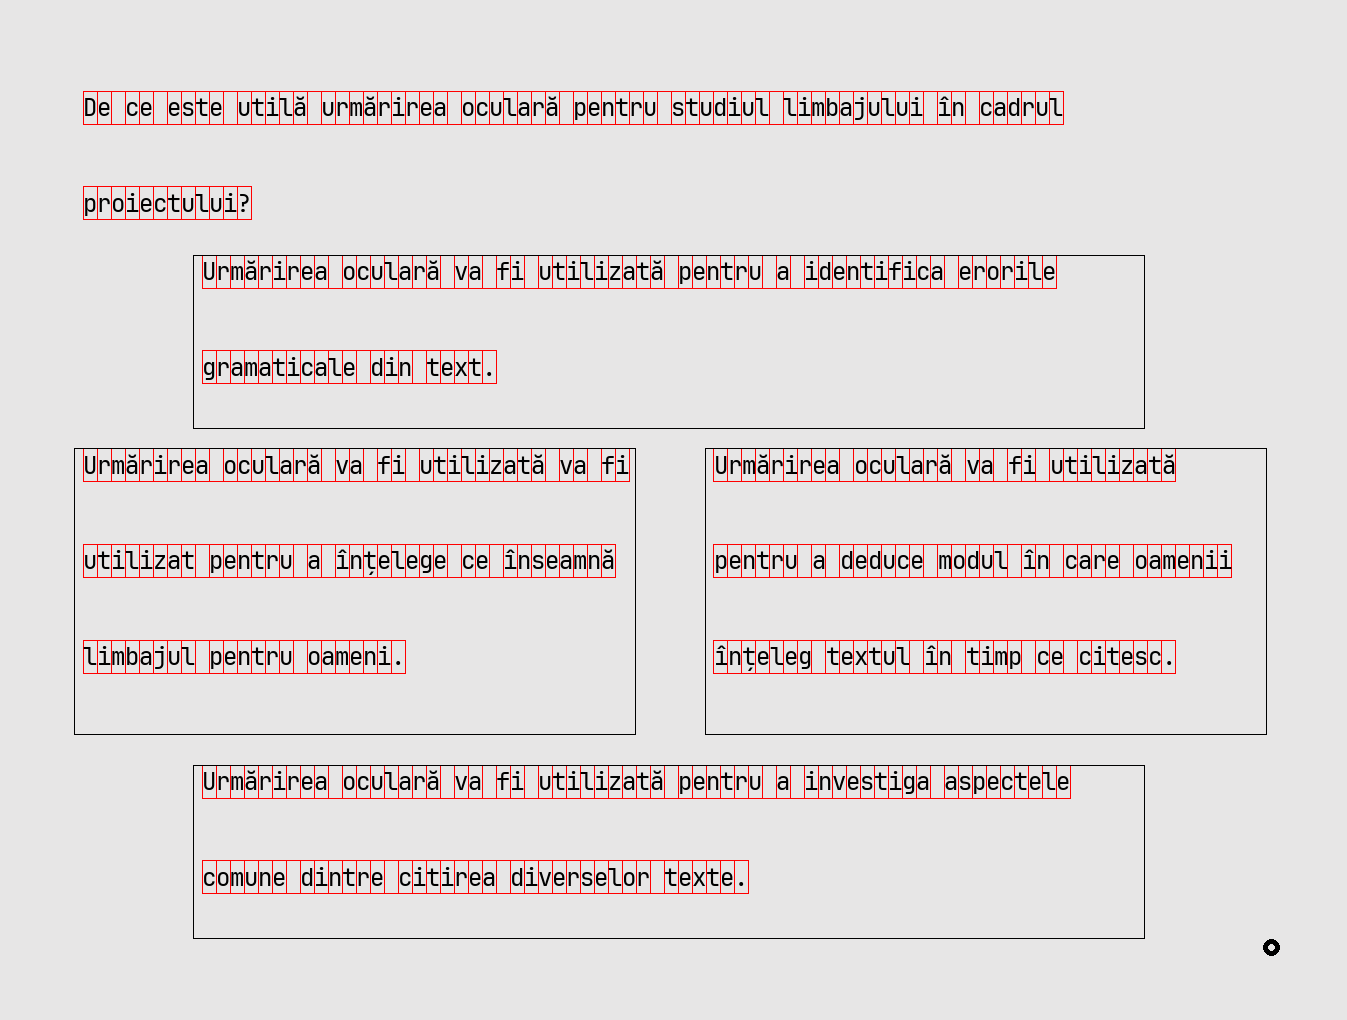 De ce este utilă urmărirea oculară pentru studiul limbajului în cadrul
proiectului?
Urmărirea oculară va fi utilizată pentru a identifica erorile
gramaticale din text.
Urmărirea oculară va fi utilizată va fi
utilizat pentru a înțelege ce înseamnă
limbajul pentru oameni.
Urmărirea oculară va fi utilizată
pentru a deduce modul în care oamenii
înțeleg textul în timp ce citesc.
Urmărirea oculară va fi utilizată pentru a investiga aspectele
comune dintre citirea diverselor texte.